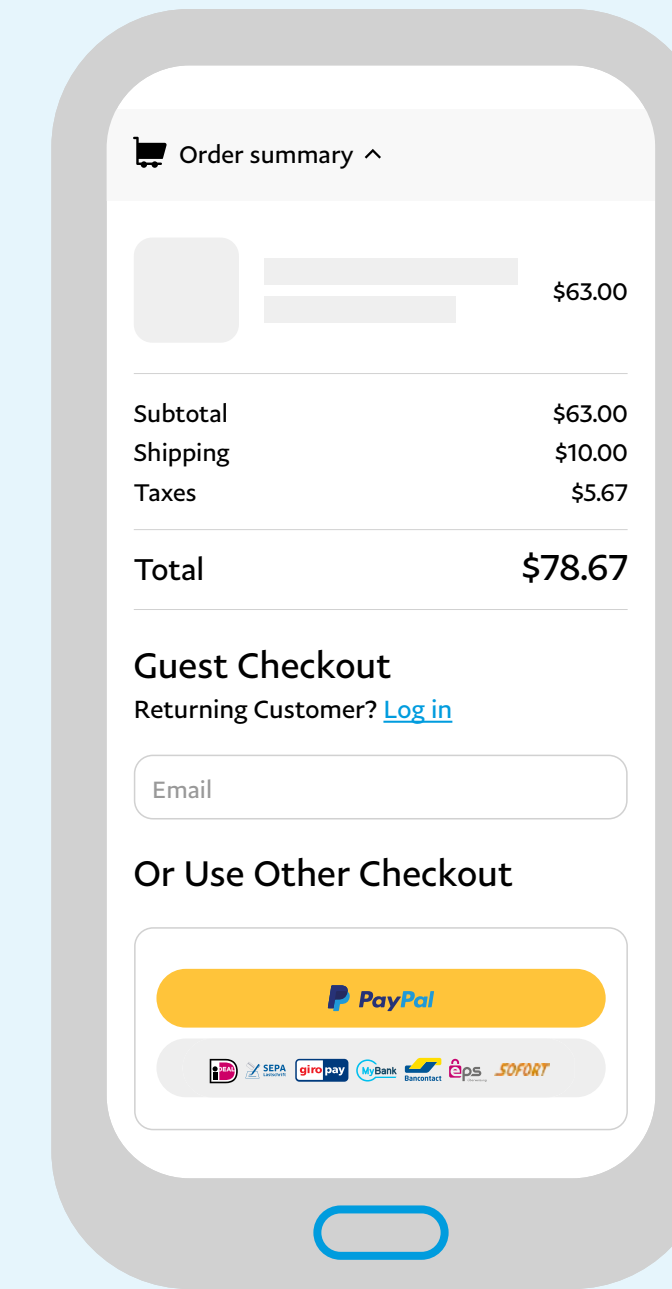 Order summary
$63.00
Subtotal $63.00
Shipping $10.00
Taxes $5.67
Total $78.67
Guest Checkout
Returning Customer? Log in
Email
Or Use Other Checkout
PayPal
iDEAL SEPA giropay MyBank Bancontact eps SOFORT